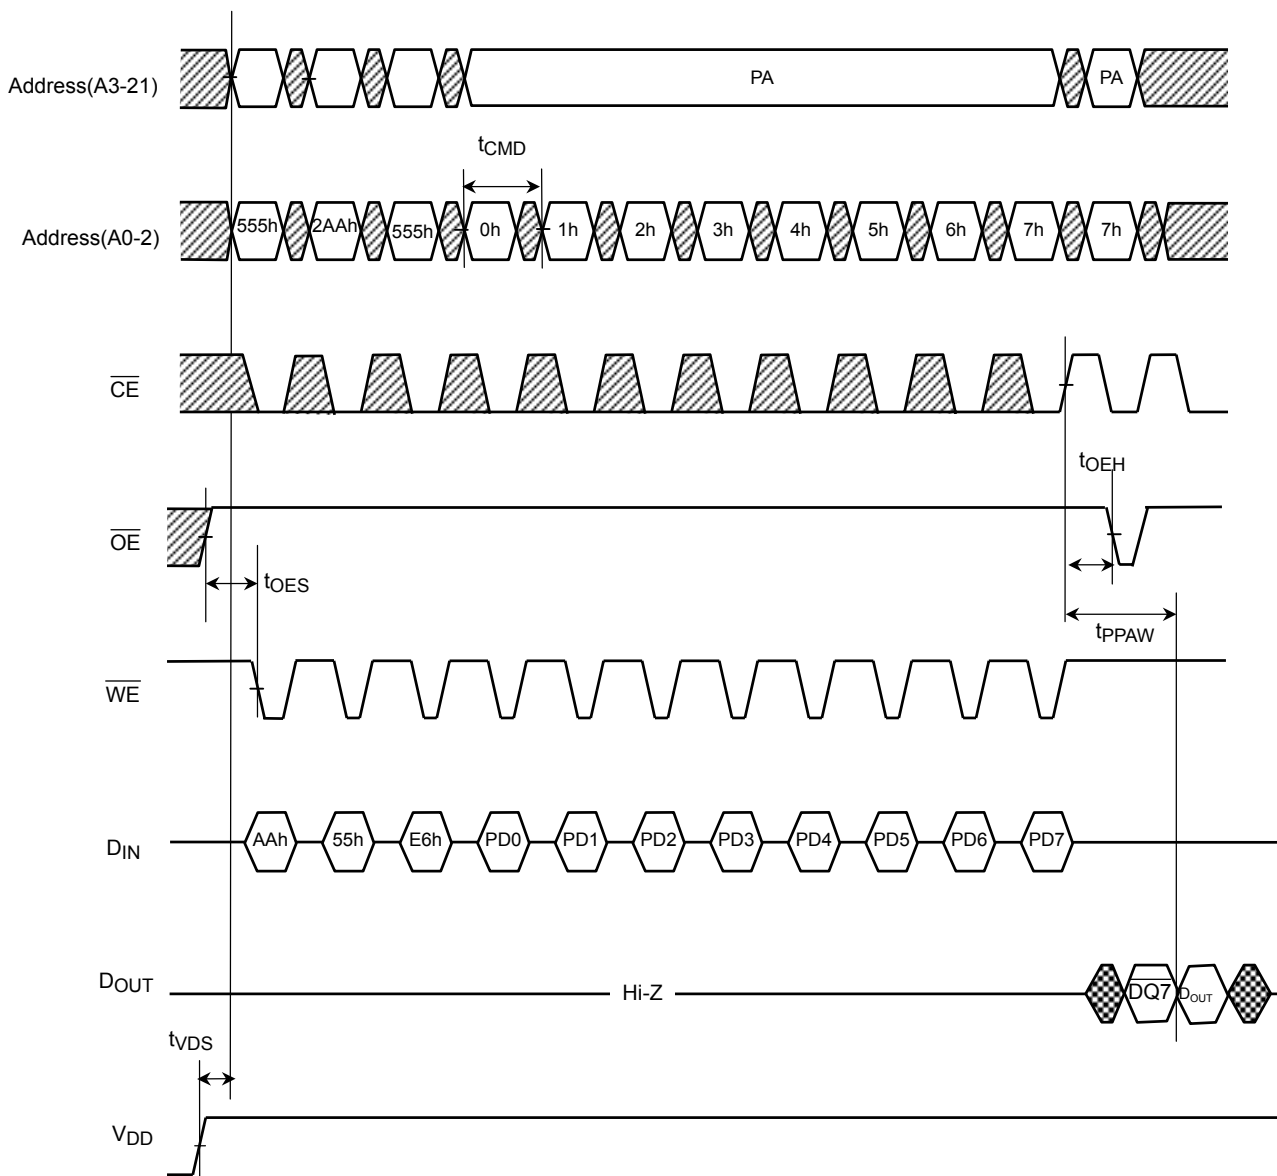 Address(A3-21) PA PA
tCMD
Address(A0-2) 555h 2AAh 555h 0h 1h 2h 3h 4h 5h 6h 7h 7h
CE
tOEH
OE
tOES
tPPAW
WE
DIN AAh 55h E6h PD0 PD1 PD2 PD3 PD4 PD5 PD6 PD7
DOUT Hi-Z DQ7 DOUT
tVDS
VDD